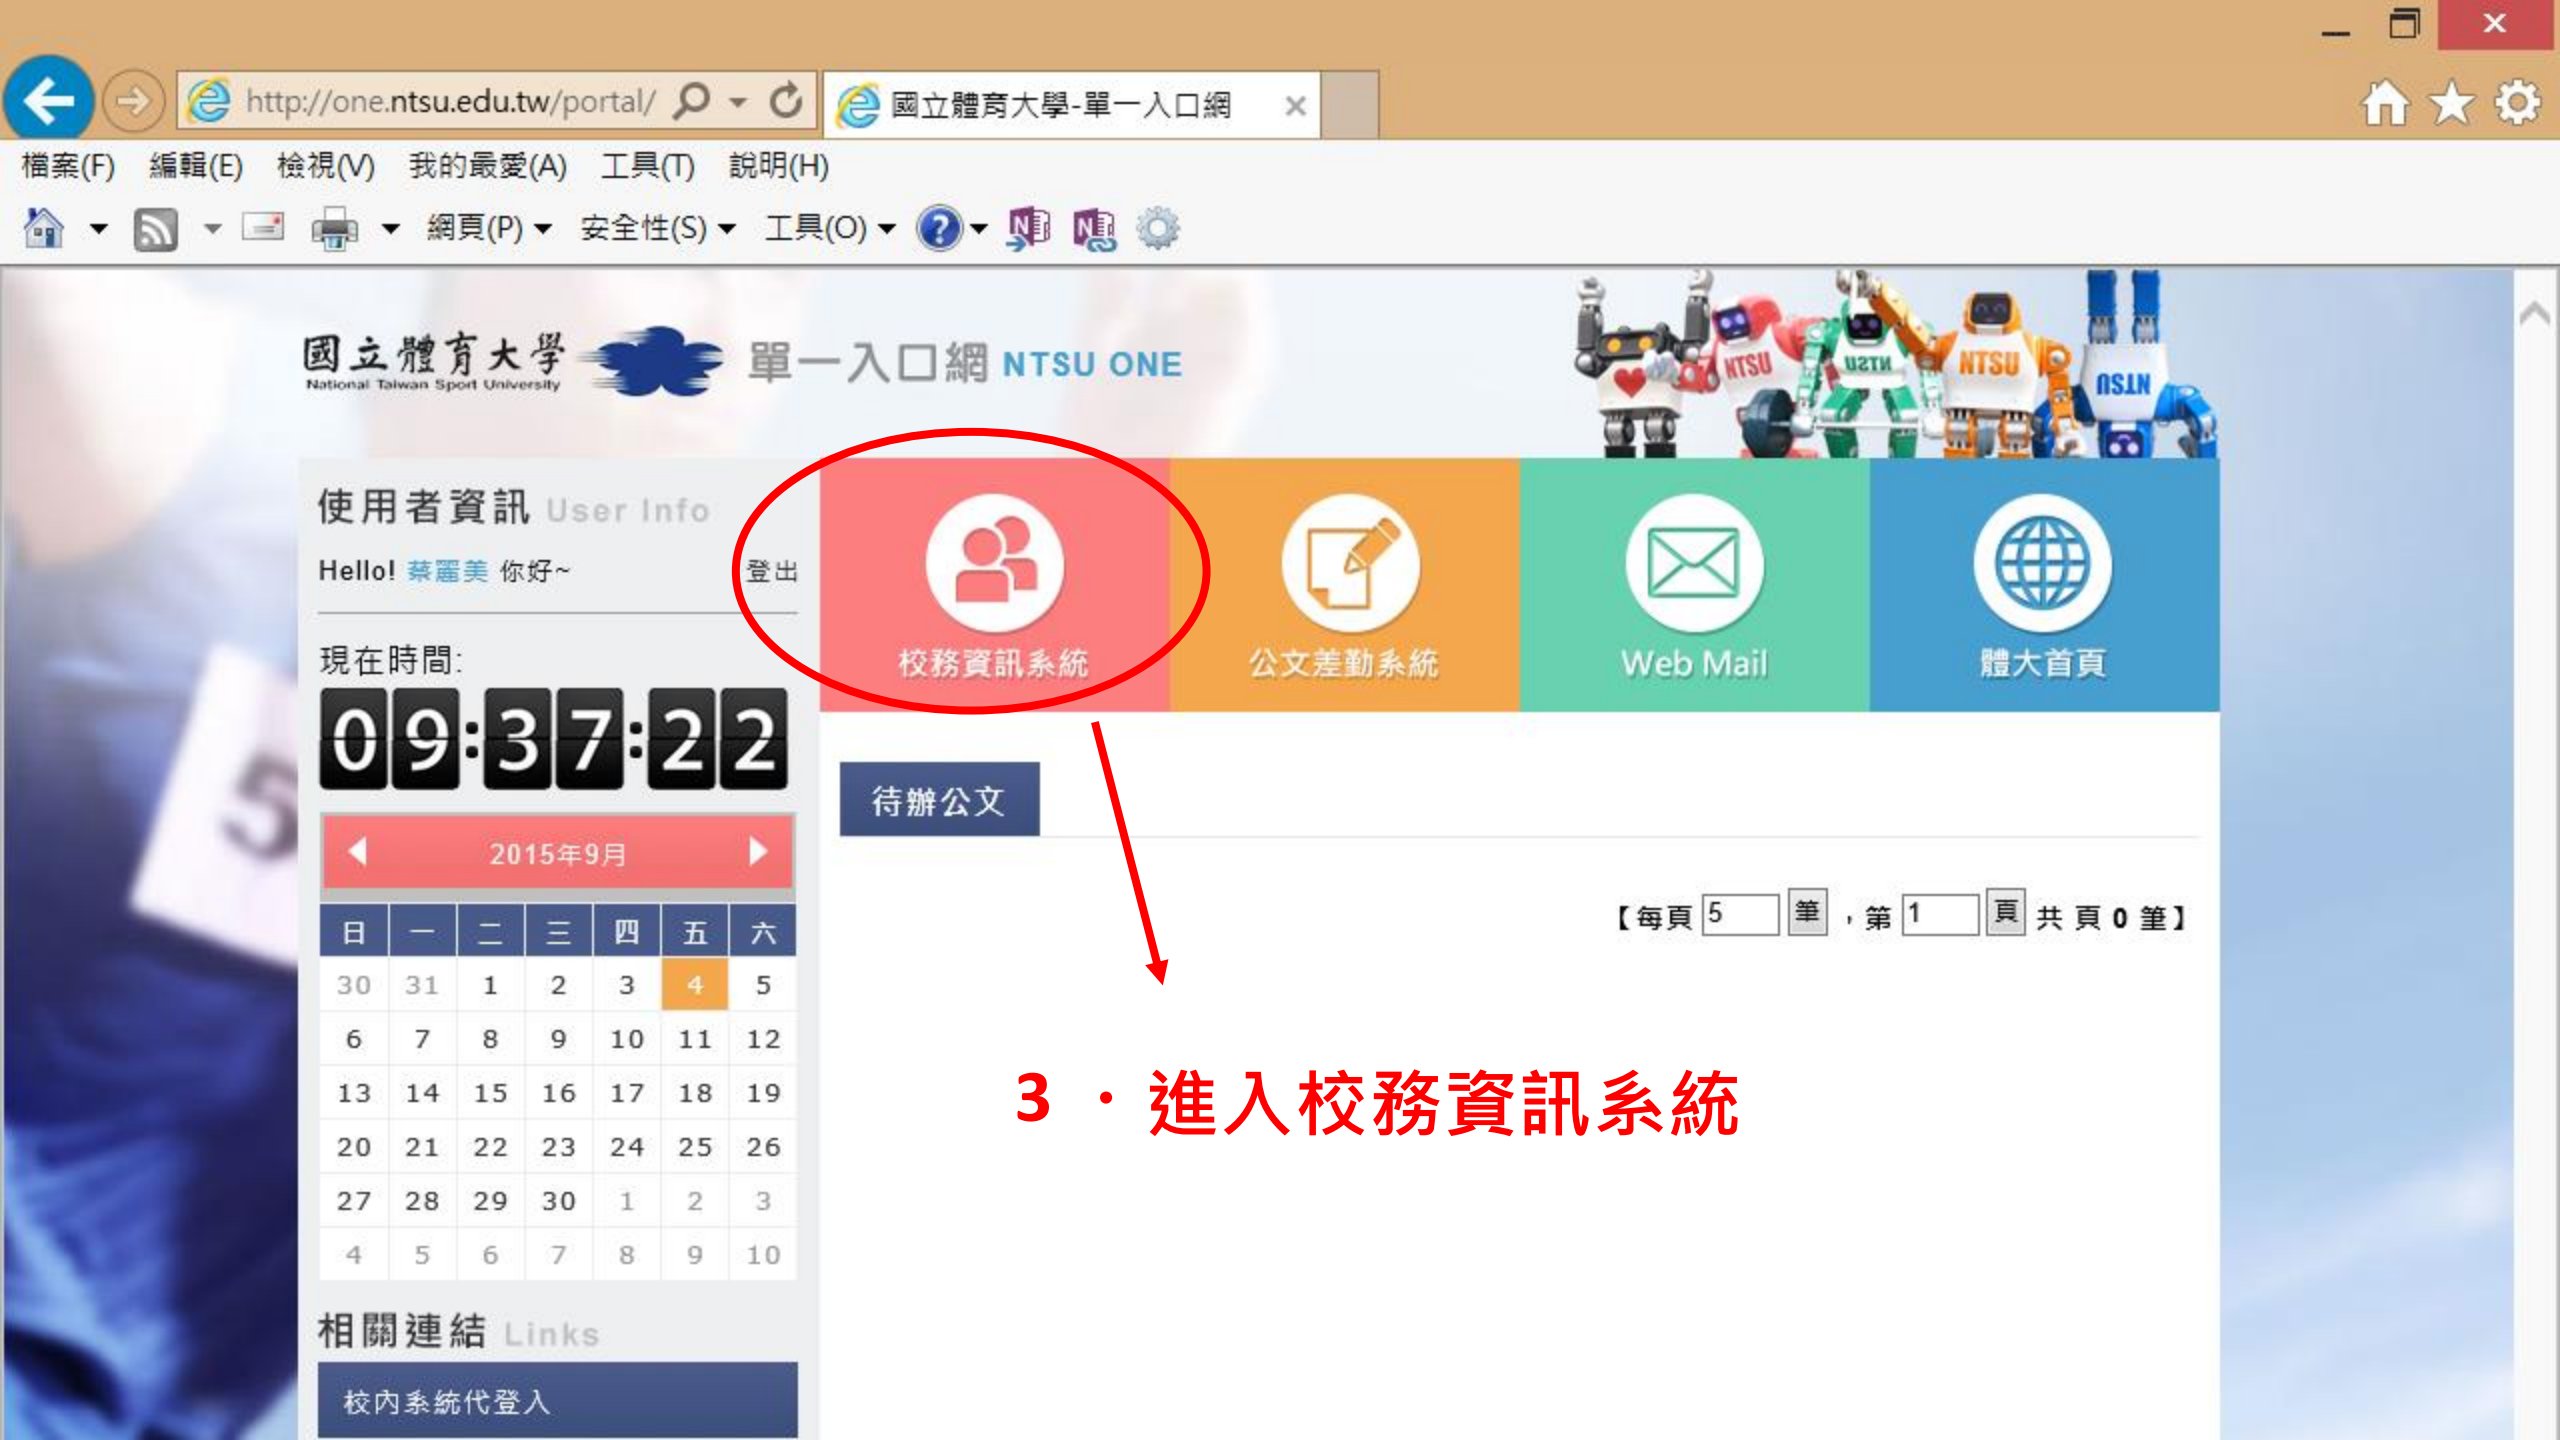 http://one.ntsu.edu.tw/portal/
國立體育大學-單一入口網
檔案(F) 編輯(E) 檢視(V) 我的最愛(A) 工具(T) 說明(H)
網頁(P) 安全性(S) 工具(O)
國立體育大學
National Taiwan Sport University
單一入口網 NTSU ONE
NTSU NTSU NTSU NTSU
使用者資訊 User Info
Hello! 蔡麗美 你好~ 登出
校務資訊系統
公文差勤系統
Web Mail
體大首頁
現在時間:
09:37:22
待辦公文
2015年9月
【每頁 5 筆 , 第 1 頁 共 頁 0 筆】
日 一 二 三 四 五 六
30 31 1 2 3 4 5
6 7 8 9 10 11 12
13 14 15 16 17 18 19
20 21 22 23 24 25 26
27 28 29 30 1 2 3
4 5 6 7 8 9 10
3 ．進入校務資訊系統
相關連結 Links
校內系統代登入